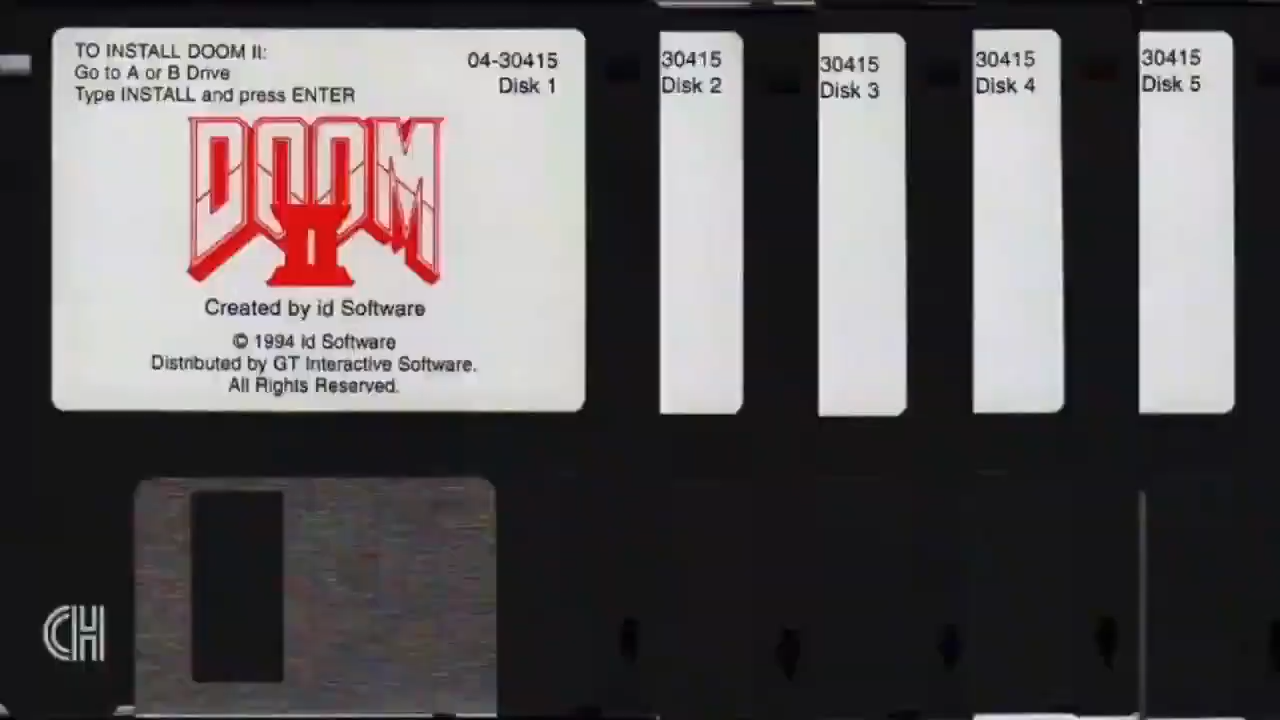 TO INSTALL DOOM II:
Go to A or B Drive
Type INSTALL and press ENTER
04-30415
Disk 1
DOOM
II
Created by id Software
© 1994 id Software
Distributed by GT Interactive Software.
All Rights Reserved.
30415
Disk 2
30415
Disk 3
30415
Disk 4
30415
Disk 5
CH